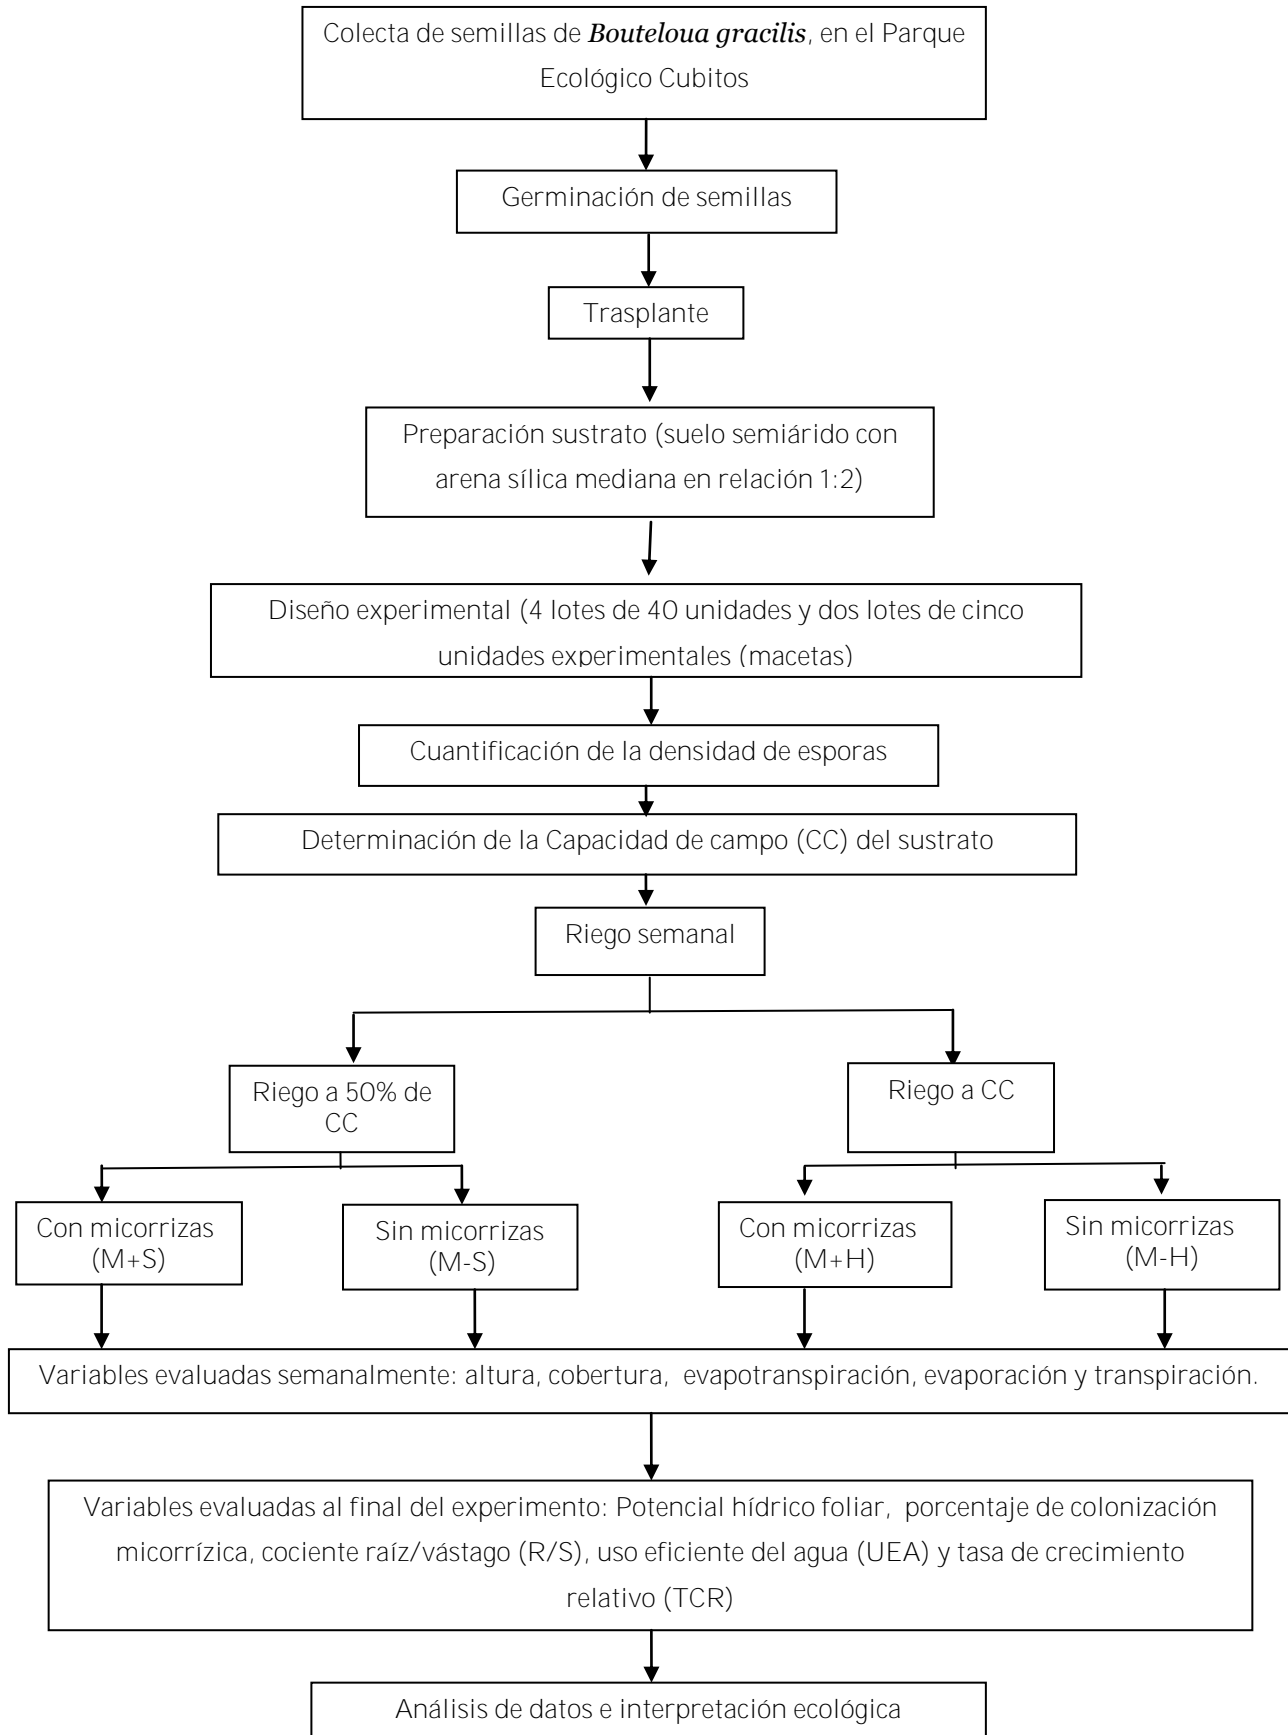 Colecta de semillas de Bouteloua gracilis, en el Parque
Ecológico Cubitos
Germinación de semillas
Trasplante
Preparación sustrato (suelo semiárido con
arena sílica mediana en relación 1:2)
Diseño experimental (4 lotes de 40 unidades y dos lotes de cinco
unidades experimentales (macetas)
Cuantificación de la densidad de esporas
Determinación de la Capacidad de campo (CC) del sustrato
Riego semanal
Riego a 50% de
CC
Riego a CC
Con micorrizas
(M+S)
Sin micorrizas
(M-S)
Con micorrizas
(M+H)
Sin micorrizas
(M-H)
Variables evaluadas semanalmente: altura, cobertura, evapotranspiración, evaporación y transpiración.
Variables evaluadas al final del experimento: Potencial hídrico foliar, porcentaje de colonización
micorrízica, cociente raíz/vástago (R/S), uso eficiente del agua (UEA) y tasa de crecimiento
relativo (TCR)
Análisis de datos e interpretación ecológica